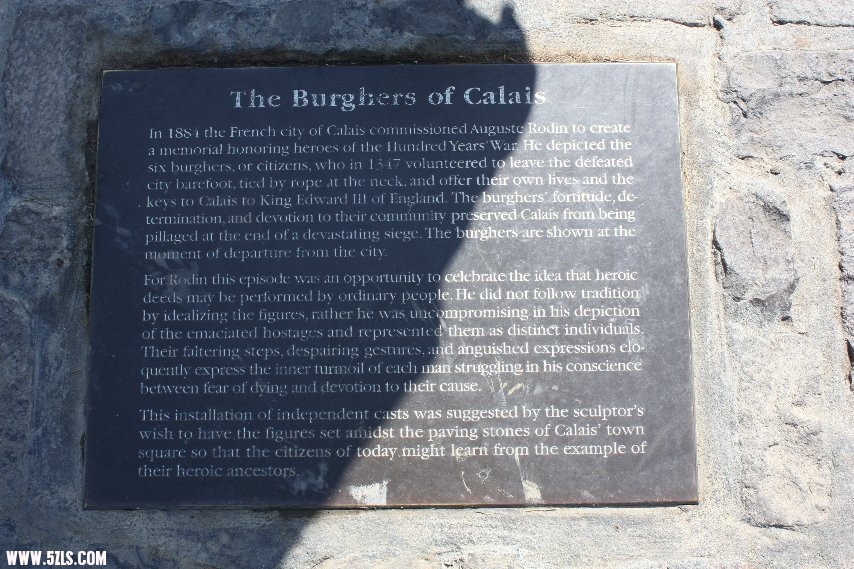 The Burghers of Calais
In 1884 the French city of Calais commissioned Auguste Rodin to create
a memorial honoring heroes of the Hundred Years' War. He depicted the
six burghers, or citizens, who in 1347 volunteered to leave the defeated
city barefoot, tied by rope at the neck, and offer their own lives and the
keys to Calais to King Edward III of England. The burghers' fortitude, de-
termination, and devotion to their community preserved Calais from being
pillaged at the end of a devastating siege. The burghers are shown at the
moment of departure from the city.
For Rodin this episode was an opportunity to celebrate the idea that heroic
deeds may be performed by ordinary people. He did not follow tradition
by idealizing the figures, rather he was uncompromising in his depiction
of the emaciated hostages and represented them as distinct individuals.
Their faltering steps, despairing gestures, and anguished expressions elo-
quently express the inner turmoil of each man struggling in his conscience
between fear of dying and devotion to their cause.
This installation of independent casts was suggested by the sculptor's
wish to have the figures set amidst the paving stones of Calais' town
square so that the citizens of today might learn from the example of
their heroic ancestors.
WWW.5ZLS.COM